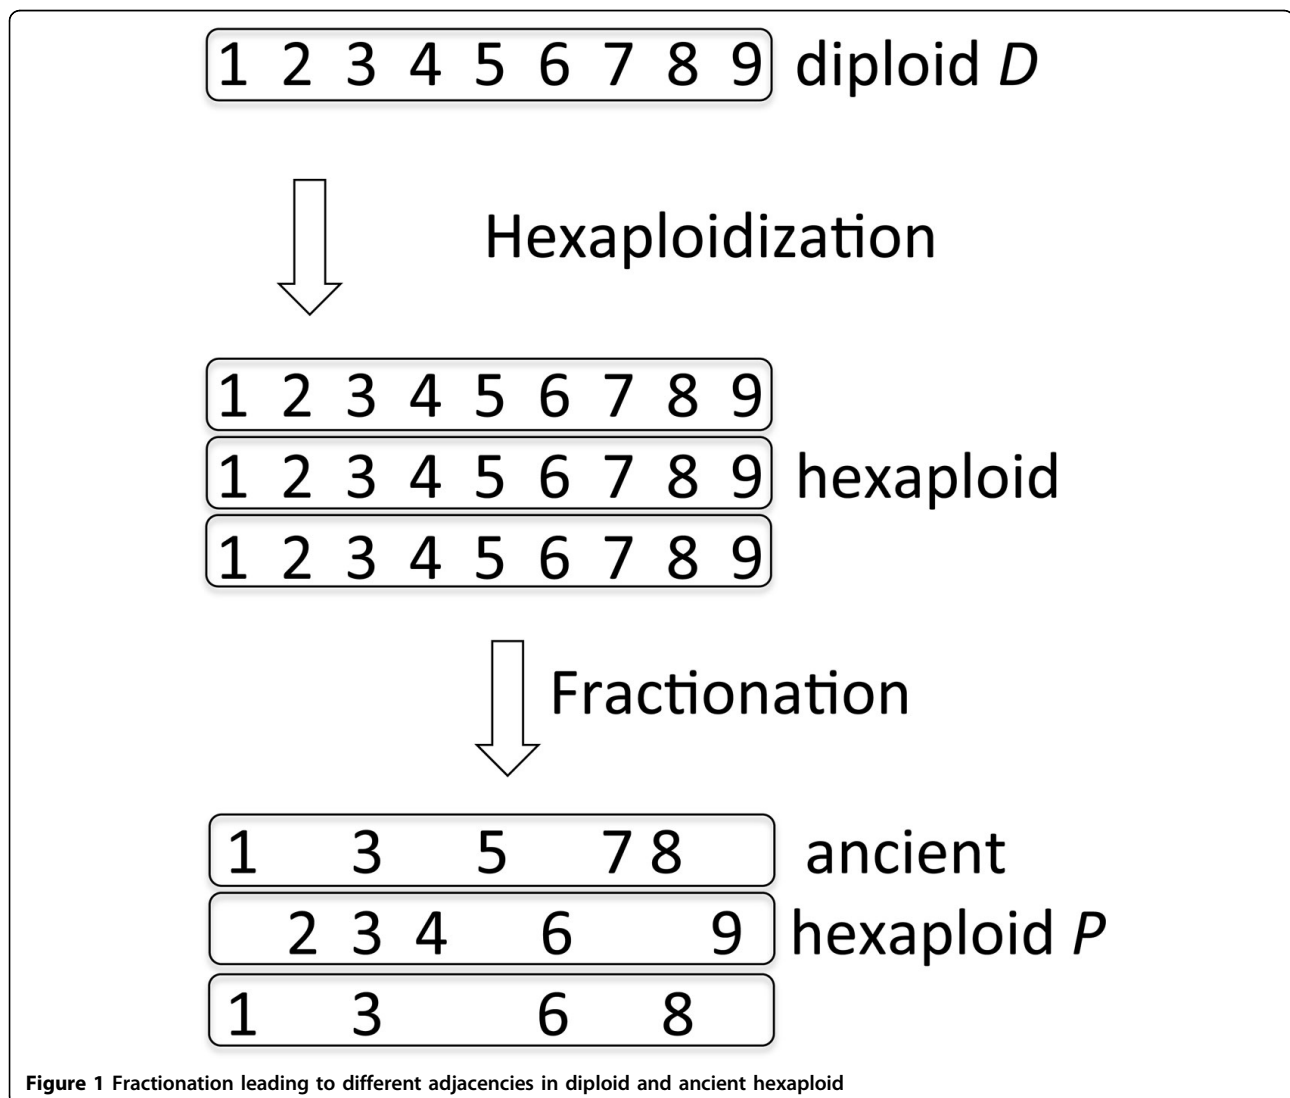 1 2 3 4 5 6 7 8 9 diploid D
Hexaploidization
1 2 3 4 5 6 7 8 9
1 2 3 4 5 6 7 8 9 hexaploid
1 2 3 4 5 6 7 8 9
Fractionation
1 3 5 7 8 ancient
2 3 4 6 9 hexaploid P
1 3 6 8
Figure 1 Fractionation leading to different adjacencies in diploid and ancient hexaploid